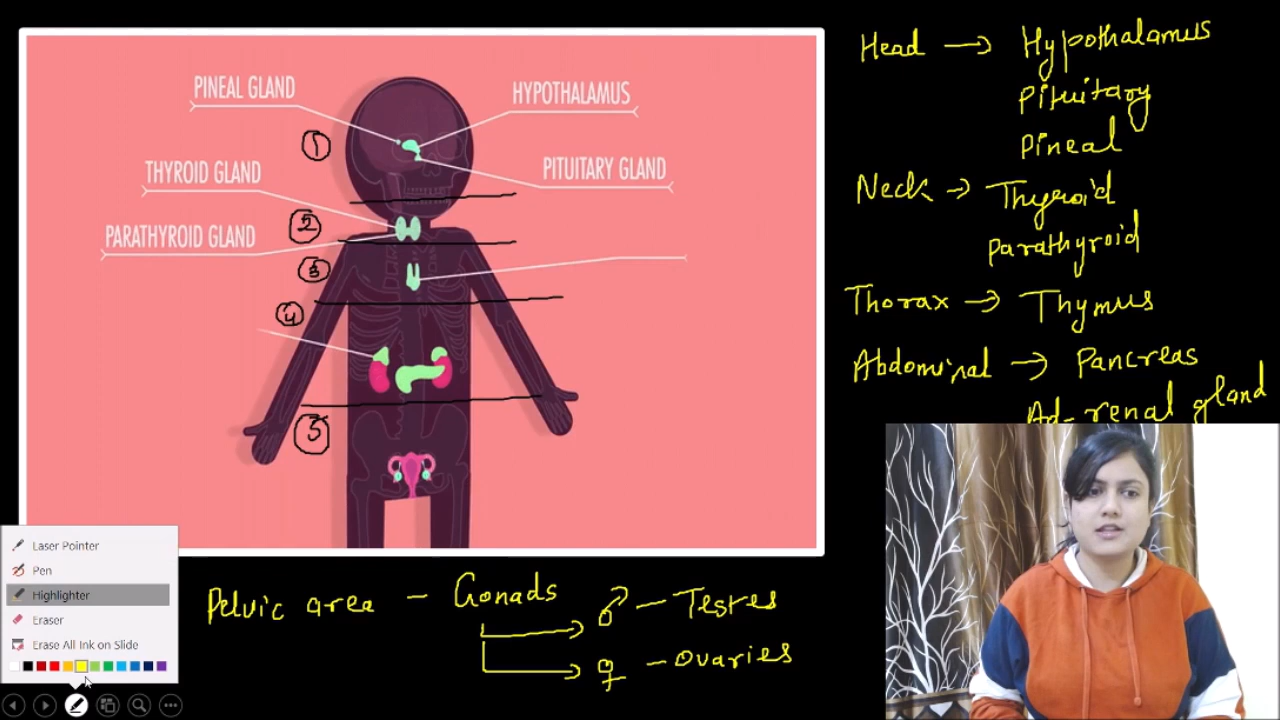 PINEAL GLAND
HYPOTHALAMUS
THYROID GLAND
PITUITARY GLAND
PARATHYROID GLAND
1
2
3
4
5
Head → Hypothalamus
Pituitary
Pineal
Neck → Thyroid
Parathyroid
Thorax → Thymus
Abdominal → Pancreas
Ad-renal gland
Pelvic area - Gonads
♂ - Testes
♀ - Ovaries
Laser Pointer
Pen
Highlighter
Eraser
Erase All Ink on Slide